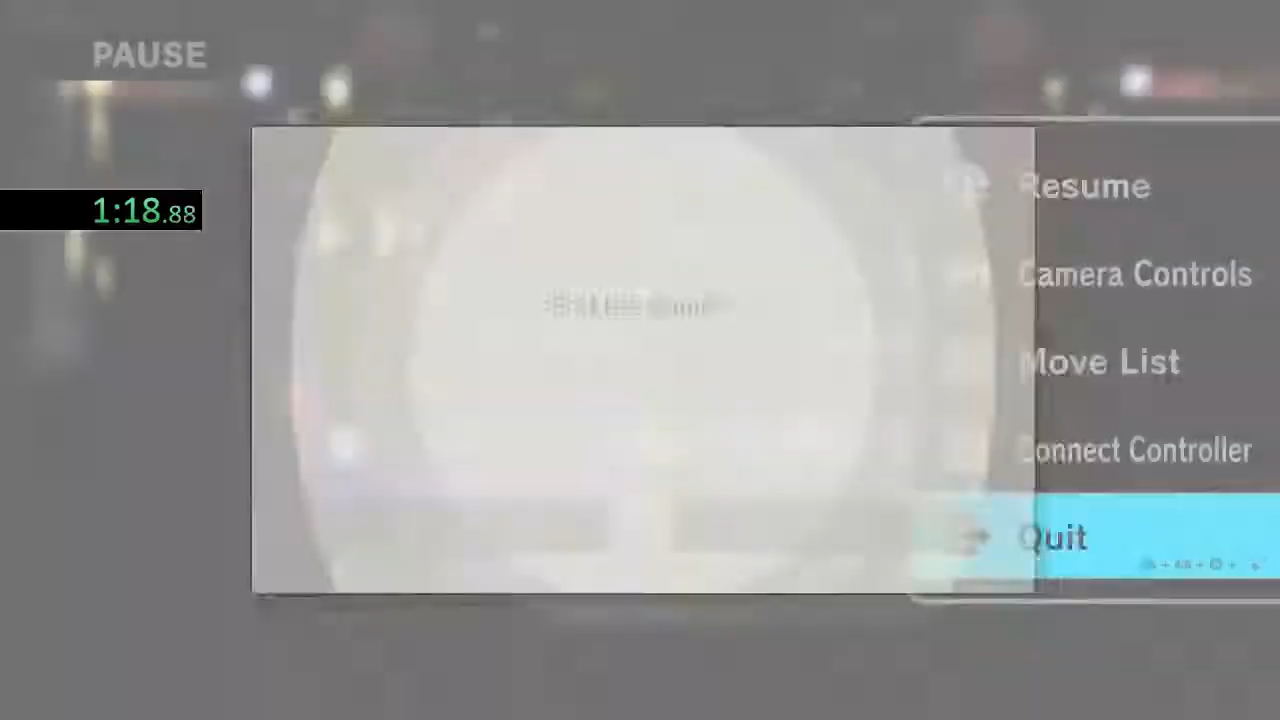 PAUSE
1:18.88
Resume
Camera Controls
Move List
Connect Controller
Quit